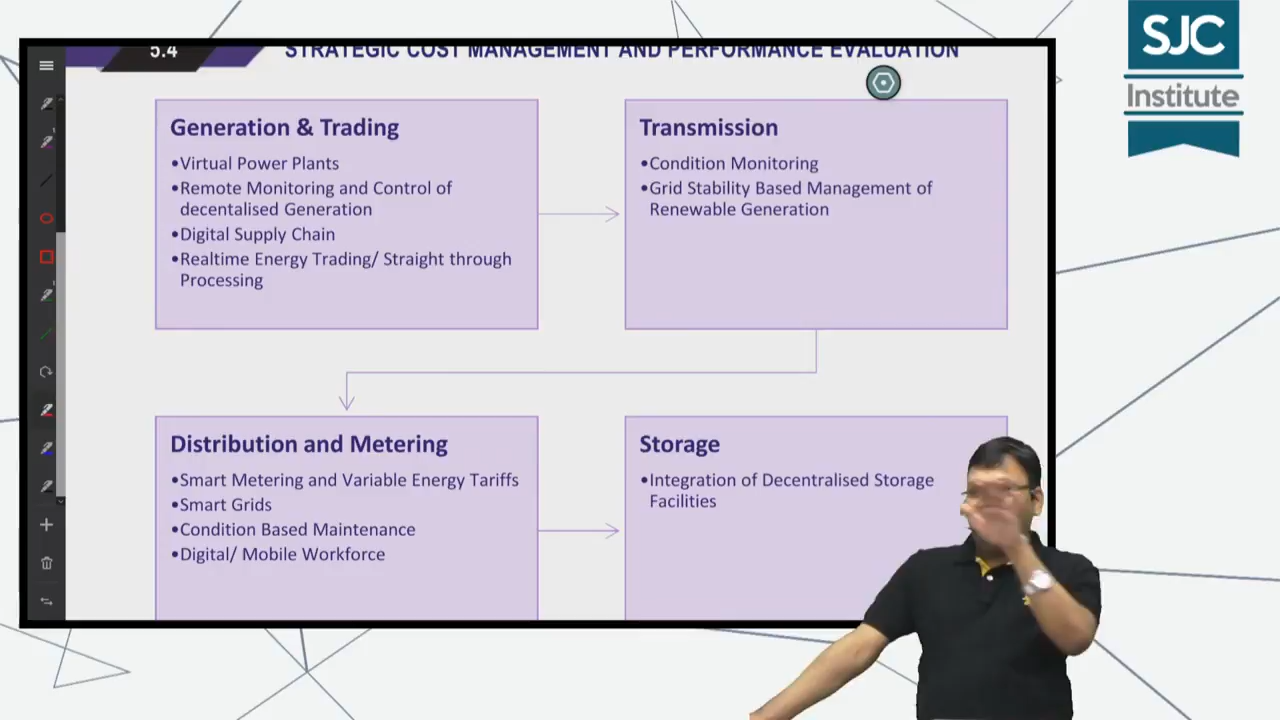 5.4
STRATEGIC COST MANAGEMENT AND PERFORMANCE EVALUATION
SJC
Institute
Generation & Trading
•Virtual Power Plants
•Remote Monitoring and Control of
decentalised Generation
•Digital Supply Chain
•Realtime Energy Trading/ Straight through
Processing
Transmission
•Condition Monitoring
•Grid Stability Based Management of
Renewable Generation
Distribution and Metering
•Smart Metering and Variable Energy Tariffs
•Smart Grids
•Condition Based Maintenance
•Digital/ Mobile Workforce
Storage
•Integration of Decentralised Storage
Facilities